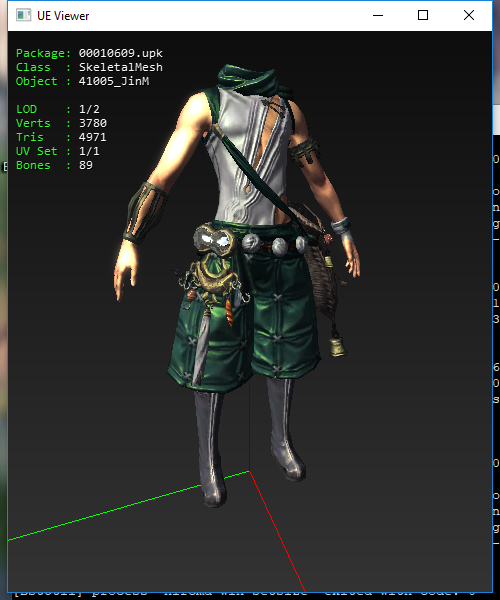 UE Viewer
Package: 00010609.upk
Class : SkeletalMesh
Object : 41005_JinM
LOD : 1/2
Verts : 3780
Tris : 4971
UV Set : 1/1
Bones : 89